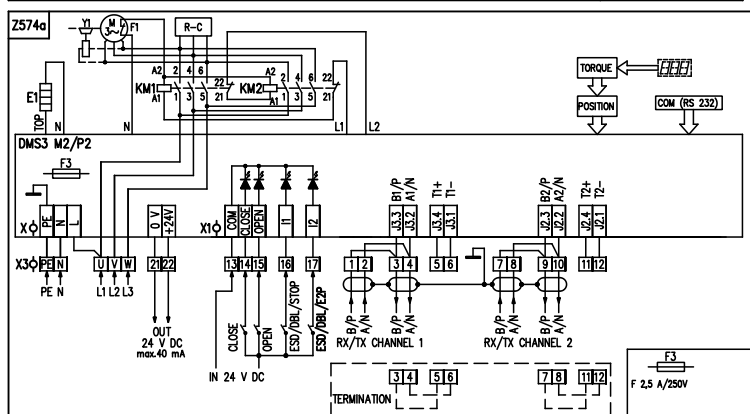 Z574a
Y1
M
3~
F1
R-C
TORQUE
POSITION
COM (RS 232)
A2 2 4 6
22
A2 2 4 6 22
E1
KM1
KM2
A1 1 3 5
21
A1 1 3 5 21
TOP
N
N
L1
L2
DMS3 M2/P2
F3
B1/P
A1/N
T1+
T1-
B2/P
A2/N
T2+
T2-
X
PE
N
L
0 V
+24V
X1
COM
CLOSE
OPEN
I1
I2
J3.3
J3.2
J3.4
J3.1
J2.3
J2.2
J2.4
J2.1
X3
PE N
U V W
21 22
13 14 15
16
17
1 2
3 4
5 6
7 8
9 10
11 12
PE N
L1 L2 L3
OUT
24 V DC
max.40 mA
CLOSE
OPEN
ESD/DBL/STOP
ESD/DBL/E2P
IN 24 V DC
B/P
A/N
B/P
A/N
RX/TX CHANNEL 1
B/P
A/N
B/P
A/N
RX/TX CHANNEL 2
TERMINATION
3 4
5 6
7 8
11 12
F3
F 2,5 A/250V